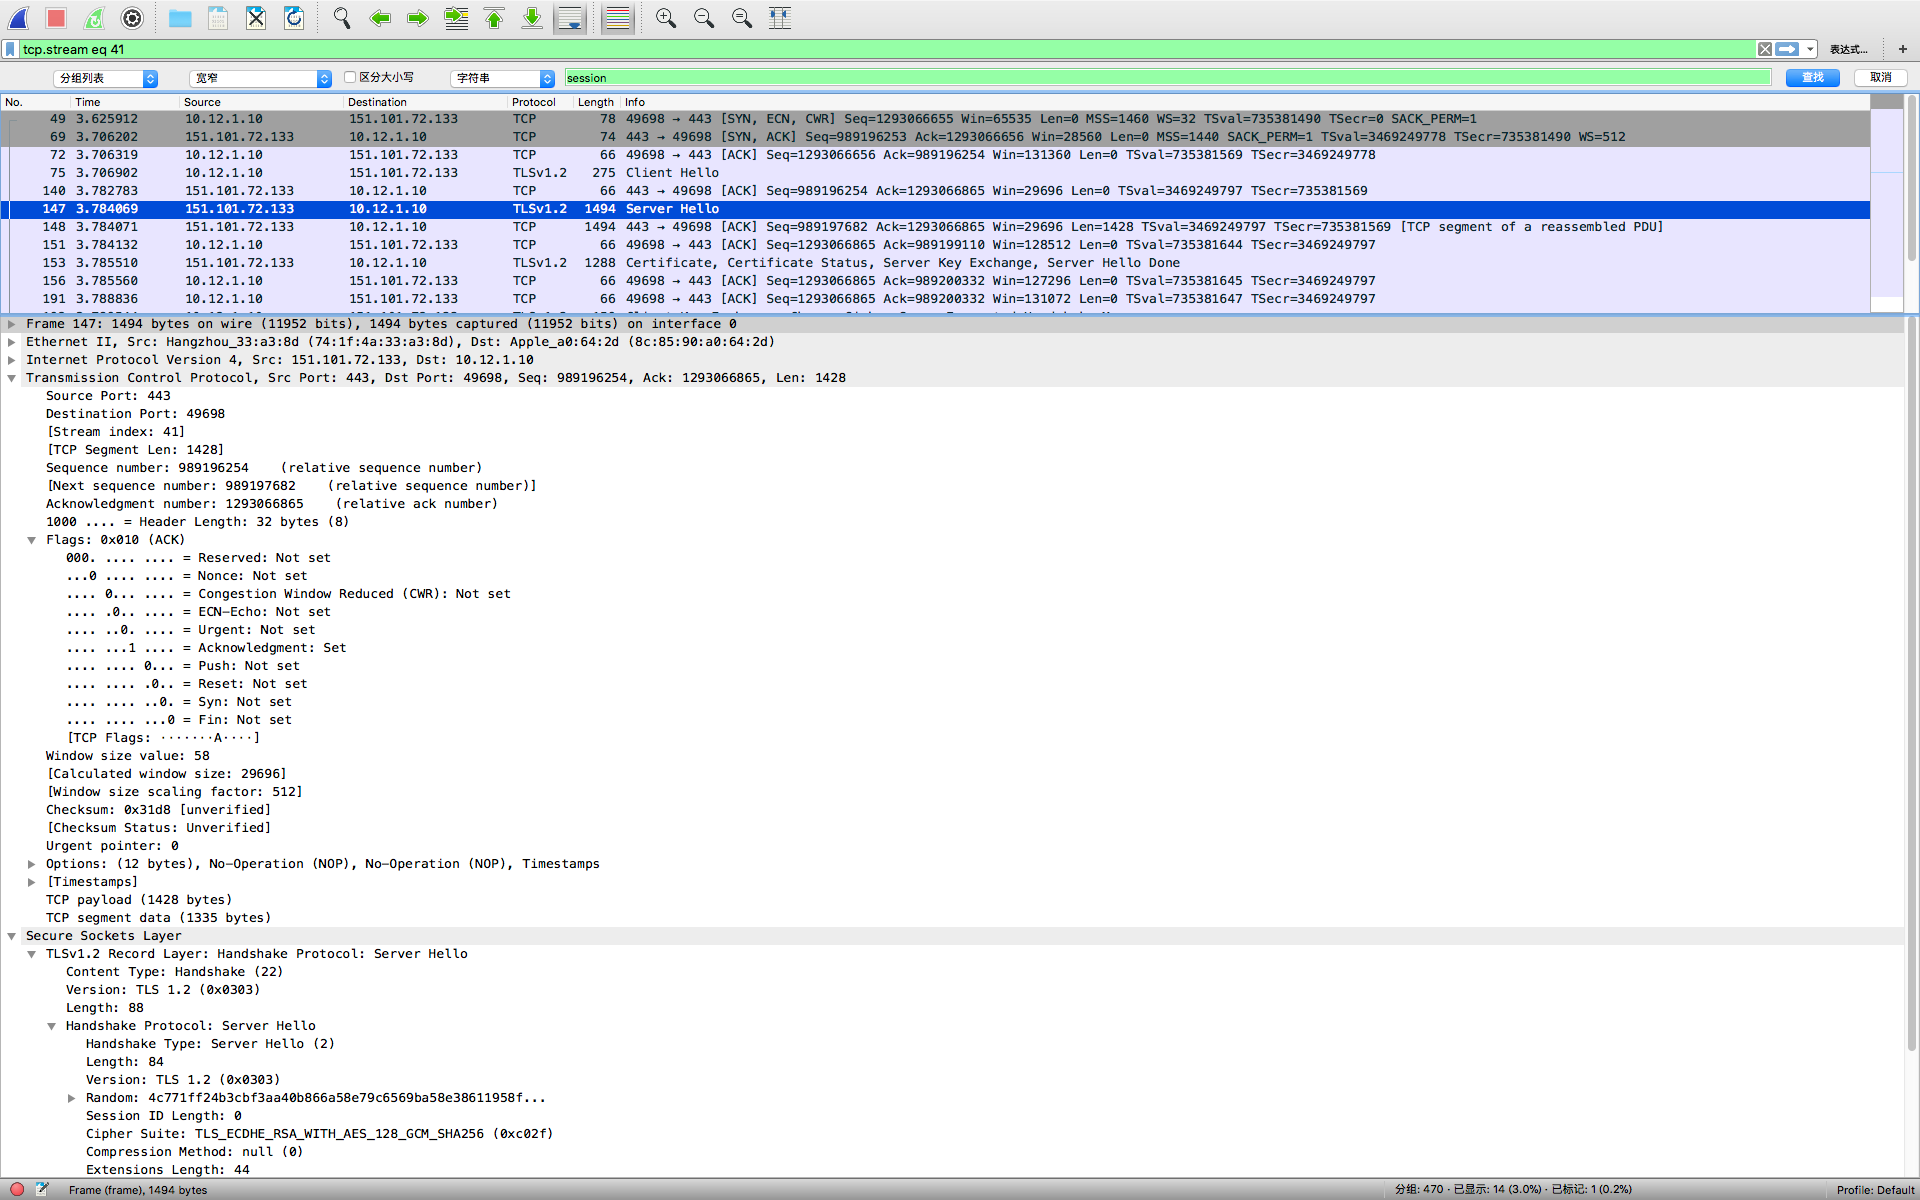 tcp.stream eq 41 表达式… +
分组列表 宽窄 区分大小写 字符串 session 查找 取消
No. Time Source Destination Protocol Length Info
49 3.625912 10.12.1.10 151.101.72.133 TCP 78 49698 → 443 [SYN, ECN, CWR] Seq=1293066655 Win=65535 Len=0 MSS=1460 WS=32 TSval=735381490 TSecr=0 SACK_PERM=1
69 3.706202 151.101.72.133 10.12.1.10 TCP 74 443 → 49698 [SYN, ACK] Seq=989196253 Ack=1293066656 Win=28560 Len=0 MSS=1440 SACK_PERM=1 TSval=3469249778 TSecr=735381490 WS=512
72 3.706319 10.12.1.10 151.101.72.133 TCP 66 49698 → 443 [ACK] Seq=1293066656 Ack=989196254 Win=131360 Len=0 TSval=735381569 TSecr=3469249778
75 3.706902 10.12.1.10 151.101.72.133 TLSv1.2 275 Client Hello
140 3.782783 151.101.72.133 10.12.1.10 TCP 66 443 → 49698 [ACK] Seq=989196254 Ack=1293066865 Win=29696 Len=0 TSval=3469249797 TSecr=735381569
147 3.784069 151.101.72.133 10.12.1.10 TLSv1.2 1494 Server Hello
148 3.784071 151.101.72.133 10.12.1.10 TCP 1494 443 → 49698 [ACK] Seq=989197682 Ack=1293066865 Win=29696 Len=1428 TSval=3469249797 TSecr=735381569 [TCP segment of a reassembled PDU]
151 3.784132 10.12.1.10 151.101.72.133 TCP 66 49698 → 443 [ACK] Seq=1293066865 Ack=989199110 Win=128512 Len=0 TSval=735381644 TSecr=3469249797
153 3.785510 151.101.72.133 10.12.1.10 TLSv1.2 1288 Certificate, Certificate Status, Server Key Exchange, Server Hello Done
156 3.785560 10.12.1.10 151.101.72.133 TCP 66 49698 → 443 [ACK] Seq=1293066865 Ack=989200332 Win=127296 Len=0 TSval=735381645 TSecr=3469249797
191 3.788836 10.12.1.10 151.101.72.133 TCP 66 49698 → 443 [ACK] Seq=1293066865 Ack=989200332 Win=131072 Len=0 TSval=735381647 TSecr=3469249797
Frame 147: 1494 bytes on wire (11952 bits), 1494 bytes captured (11952 bits) on interface 0
Ethernet II, Src: Hangzhou_33:a3:8d (74:1f:4a:33:a3:8d), Dst: Apple_a0:64:2d (8c:85:90:a0:64:2d)
Internet Protocol Version 4, Src: 151.101.72.133, Dst: 10.12.1.10
Transmission Control Protocol, Src Port: 443, Dst Port: 49698, Seq: 989196254, Ack: 1293066865, Len: 1428
Source Port: 443
Destination Port: 49698
[Stream index: 41]
[TCP Segment Len: 1428]
Sequence number: 989196254 (relative sequence number)
[Next sequence number: 989197682 (relative sequence number)]
Acknowledgment number: 1293066865 (relative ack number)
1000 .... = Header Length: 32 bytes (8)
Flags: 0x010 (ACK)
000. .... .... = Reserved: Not set
...0 .... .... = Nonce: Not set
.... 0... .... = Congestion Window Reduced (CWR): Not set
.... .0.. .... = ECN-Echo: Not set
.... ..0. .... = Urgent: Not set
.... ...1 .... = Acknowledgment: Set
.... .... 0... = Push: Not set
.... .... .0.. = Reset: Not set
.... .... ..0. = Syn: Not set
.... .... ...0 = Fin: Not set
[TCP Flags: ·······A····]
Window size value: 58
[Calculated window size: 29696]
[Window size scaling factor: 512]
Checksum: 0x31d8 [unverified]
[Checksum Status: Unverified]
Urgent pointer: 0
Options: (12 bytes), No-Operation (NOP), No-Operation (NOP), Timestamps
[Timestamps]
TCP payload (1428 bytes)
TCP segment data (1335 bytes)
Secure Sockets Layer
TLSv1.2 Record Layer: Handshake Protocol: Server Hello
Content Type: Handshake (22)
Version: TLS 1.2 (0x0303)
Length: 88
Handshake Protocol: Server Hello
Handshake Type: Server Hello (2)
Length: 84
Version: TLS 1.2 (0x0303)
Random: 4c771ff24b3cbf3aa40b866a58e79c6569ba58e38611958f...
Session ID Length: 0
Cipher Suite: TLS_ECDHE_RSA_WITH_AES_128_GCM_SHA256 (0xc02f)
Compression Method: null (0)
Extensions Length: 44
Frame (frame), 1494 bytes 分组: 470 · 已显示: 14 (3.0%) · 已标记: 1 (0.2%) Profile: Default